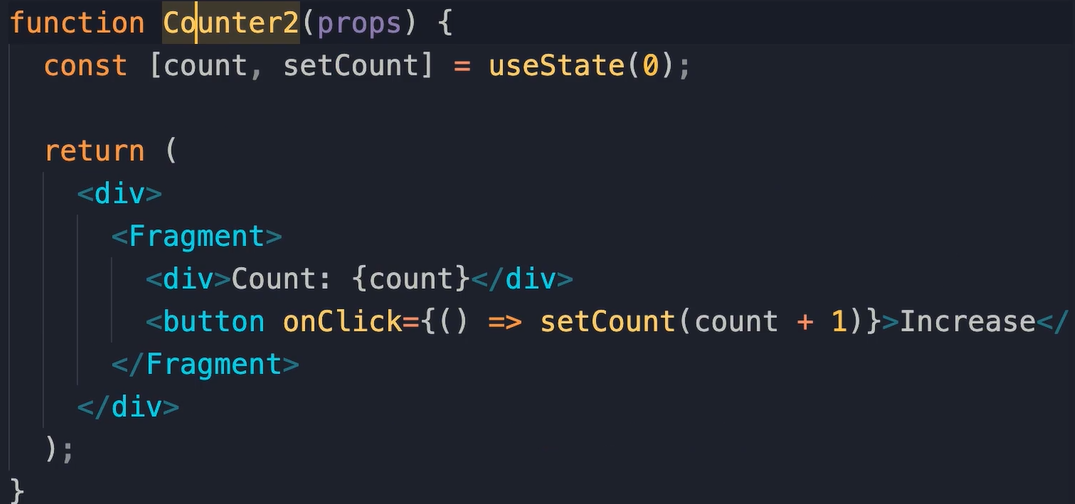 function Counter2(props) {
const [count, setCount] = useState(0);
return (
<div>
<Fragment>
<div>Count: {count}</div>
<button onClick={() => setCount(count + 1)}>Increase</
</Fragment>
</div>
);
}